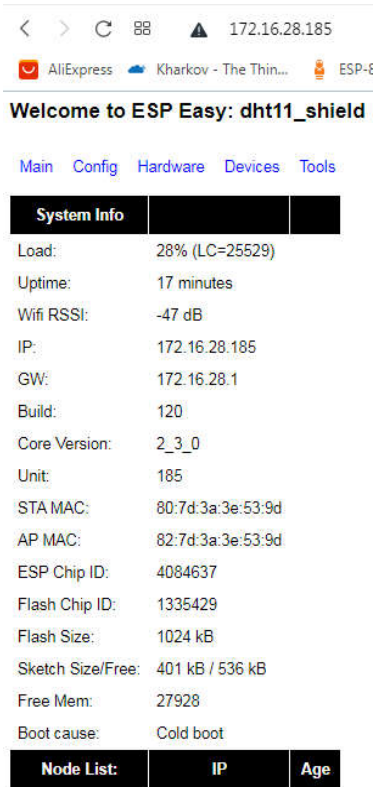 172.16.28.185
AliExpress Kharkov - The Thin... ESP-8
Welcome to ESP Easy: dht11_shield
Main Config Hardware Devices Tools
System Info
Load: 28% (LC=25529)
Uptime: 17 minutes
Wifi RSSI: -47 dB
IP: 172.16.28.185
GW: 172.16.28.1
Build: 120
Core Version: 2_3_0
Unit: 185
STA MAC: 80:7d:3a:3e:53:9d
AP MAC: 82:7d:3a:3e:53:9d
ESP Chip ID: 4084637
Flash Chip ID: 1335429
Flash Size: 1024 kB
Sketch Size/Free: 401 kB / 536 kB
Free Mem: 27928
Boot cause: Cold boot
Node List: IP Age